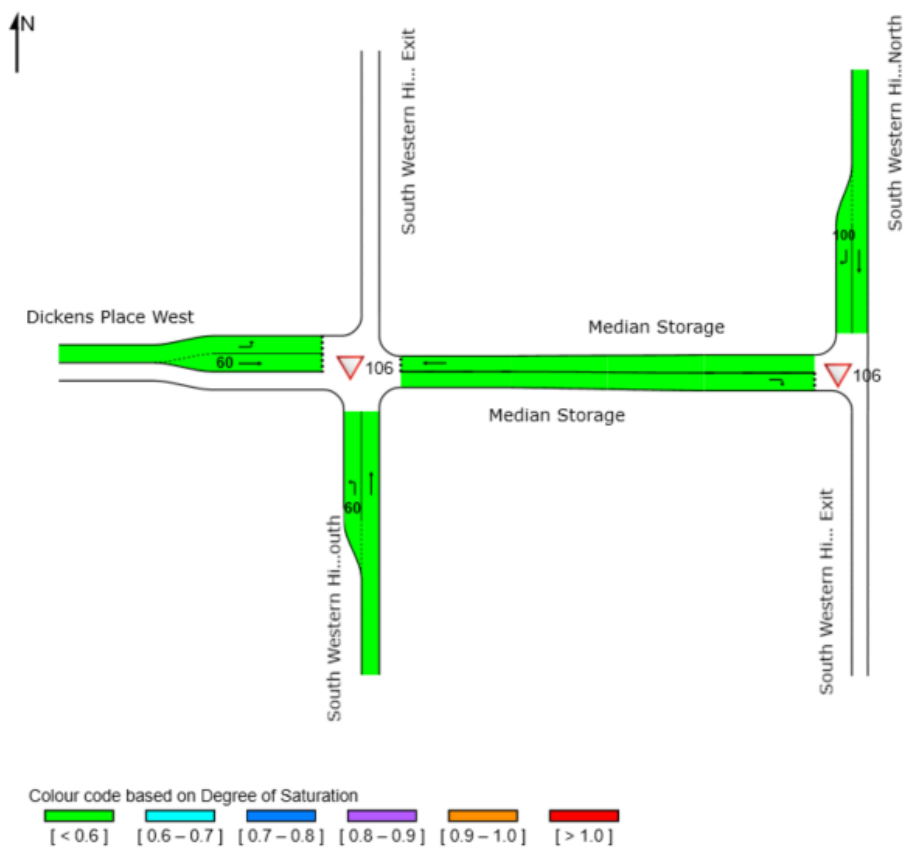 N
South Western Hi... Exit
South Western Hi...North
100
Dickens Place West
Median Storage
60
106
106
Median Storage
60
South Western Hi...outh
South Western Hi... Exit
Colour code based on Degree of Saturation
[ < 0.6 ] [ 0.6 – 0.7 ] [ 0.7 – 0.8 ] [ 0.8 – 0.9 ] [ 0.9 – 1.0 ] [ > 1.0 ]